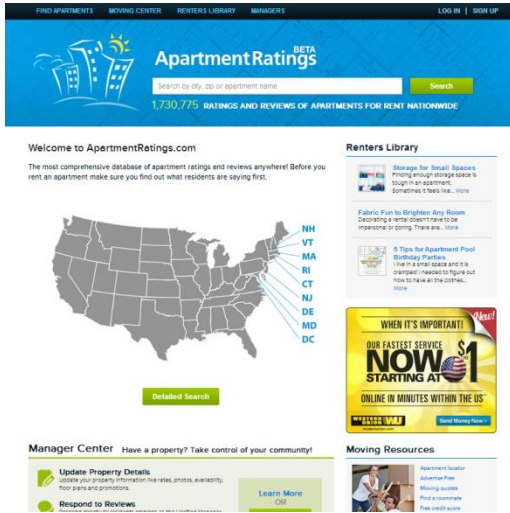 FIND APARTMENTS MOVING CENTER RENTERS LIBRARY MANAGERS LOG IN | SIGN UP
BETA
ApartmentRatings
Search by city, zip or apartment name Search
1,730,775 RATINGS AND REVIEWS OF APARTMENTS FOR RENT NATIONWIDE
Welcome to ApartmentRatings.com
The most comprehensive database of apartment ratings and reviews anywhere! Before you
rent an apartment make sure you find out what residents are saying first.
NH
VT
MA
RI
CT
NJ
DE
MD
DC
Detailed Search
Renters Library
Storage for Small Spaces
Finding enough storage space is
tough in an apartment.
Sometimes it feels like... More
Fabric Fun to Brighten Any Room
Decorating a rental doesn't have to be
impersonal or boring. There are... More
5 Tips for Apartment Pool
Birthday Parties
I live in a small space and it is
cramped! I needed to figure out
now to have all the clothes...
More
New!
WHEN IT'S IMPORTANT!
OUR FASTEST SERVICE
NOW $1
STARTING AT
ONLINE IN MINUTES WITHIN THE US
WESTERN UNION WU Send Money Now >
Manager Center Have a property? Take control of your community!
Update Property Details
Update your property information like rates, photos, availability,
floor plans and promotions.
Respond to Reviews
Learn More
OR
Moving Resources
Apartment locator
Advertise Free
Moving quotes
Find a roommate
Free credit score